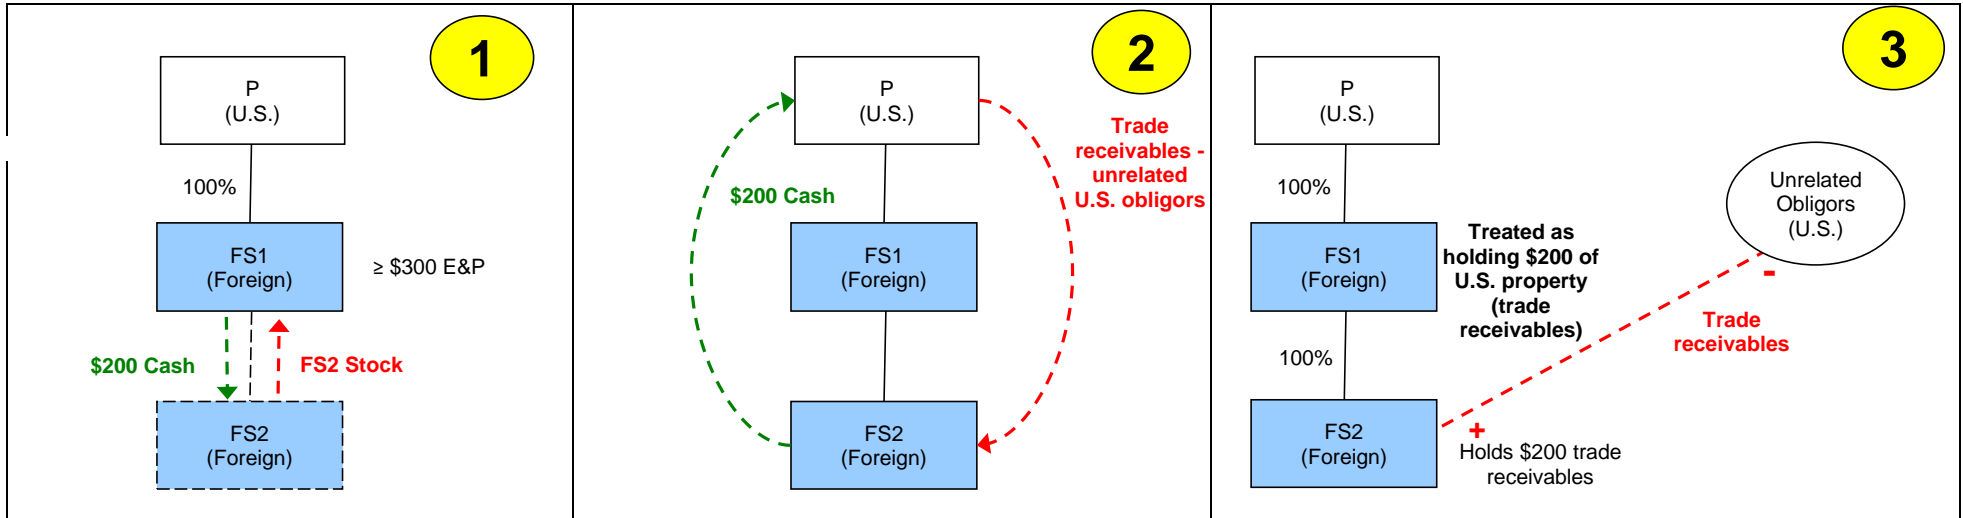 1
P
(U.S.)
100%
FS1
(Foreign)
≥ $300 E&P
$200 Cash
FS2 Stock
FS2
(Foreign)
2
P
(U.S.)
Trade
receivables -
unrelated
U.S. obligors
$200 Cash
FS1
(Foreign)
FS2
(Foreign)
3
P
(U.S.)
100%
Unrelated
Obligors
(U.S.)
FS1
(Foreign)
Treated as
holding $200 of
U.S. property
(trade
receivables)
-
Trade
receivables
100%
FS2
(Foreign)
+
Holds $200 trade
receivables